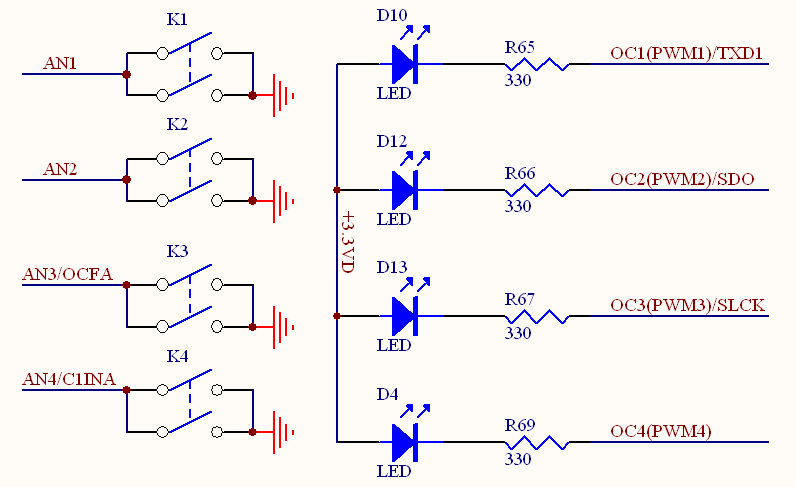 K1
AN1
K2
AN2
K3
AN3/OCFA
K4
AN4/C1INA
+3.3VD
D10
LED
R65
330
OC1(PWM1)/TXD1
D12
LED
R66
330
OC2(PWM2)/SDO
D13
LED
R67
330
OC3(PWM3)/SLCK
D4
LED
R69
330
OC4(PWM4)